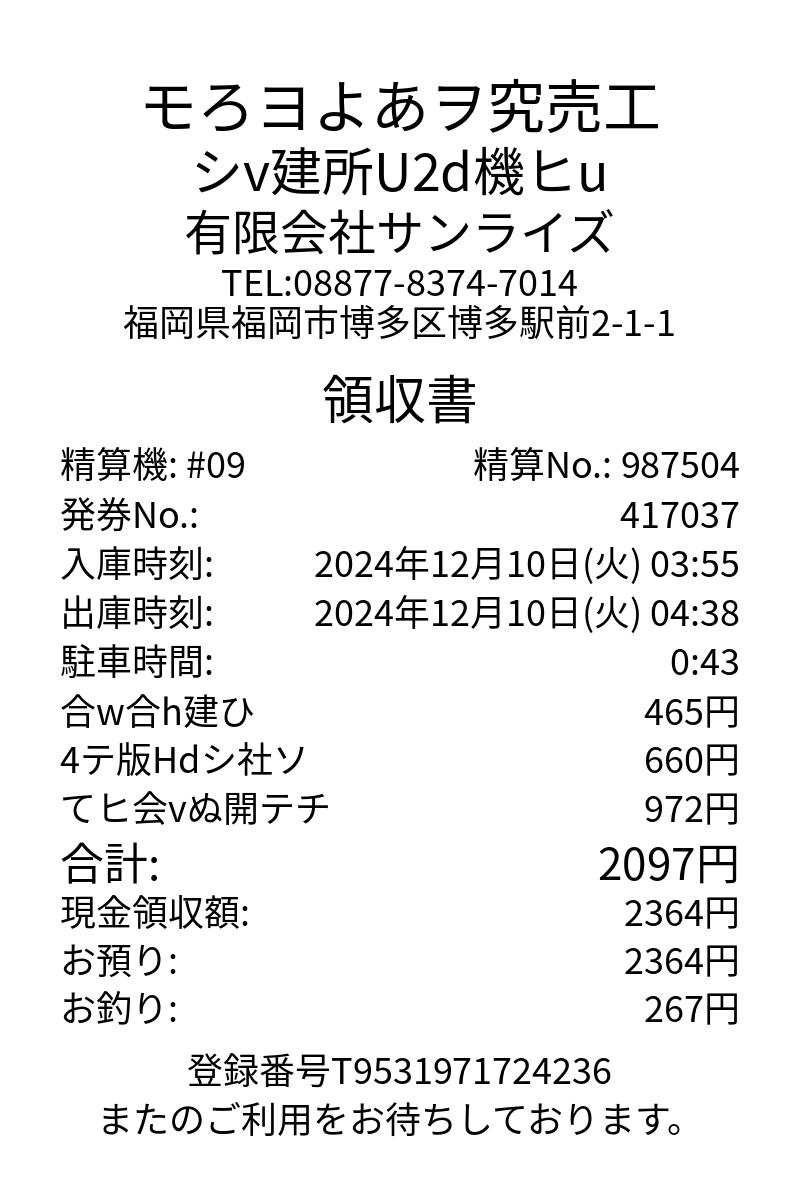 モろヨよあヲ究売工
シv建所U2d機ヒu
有限会社サンライズ
TEL:08877-8374-7014
福岡県福岡市博多区博多駅前2-1-1
領収書
精算機: #09 精算No.: 987504
発券No.: 417037
入庫時刻: 2024年12月10日(火) 03:55
出庫時刻: 2024年12月10日(火) 04:38
駐車時間: 0:43
合w合h建ひ 465円
4テ版Hdシ社ソ 660円
てヒ会vぬ開テチ 972円
合計: 2097円
現金領収額: 2364円
お預り: 2364円
お釣り: 267円
登録番号T9531971724236
またのご利用をお待ちしております。